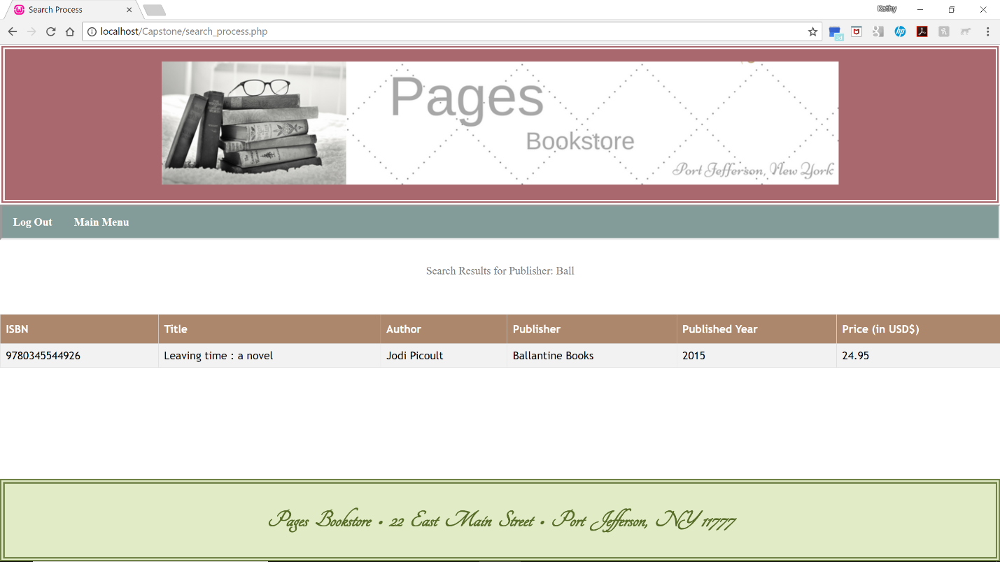 Search Process
Kathy
localhost/Capstone/search_process.php
Pages
Bookstore
Port Jefferson, New York
Log Out Main Menu
Search Results for Publisher: Ball
ISBN Title Author Publisher Published Year Price (in USD$)
9780345544926 Leaving time : a novel Jodi Picoult Ballantine Books 2015 24.95
Pages Bookstore • 22 East Main Street • Port Jefferson, NY 11777